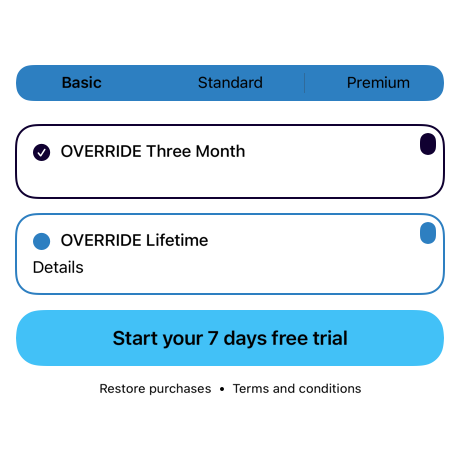 Basic Standard Premium
OVERRIDE Three Month
OVERRIDE Lifetime
Details
Start your 7 days free trial
Restore purchases • Terms and conditions